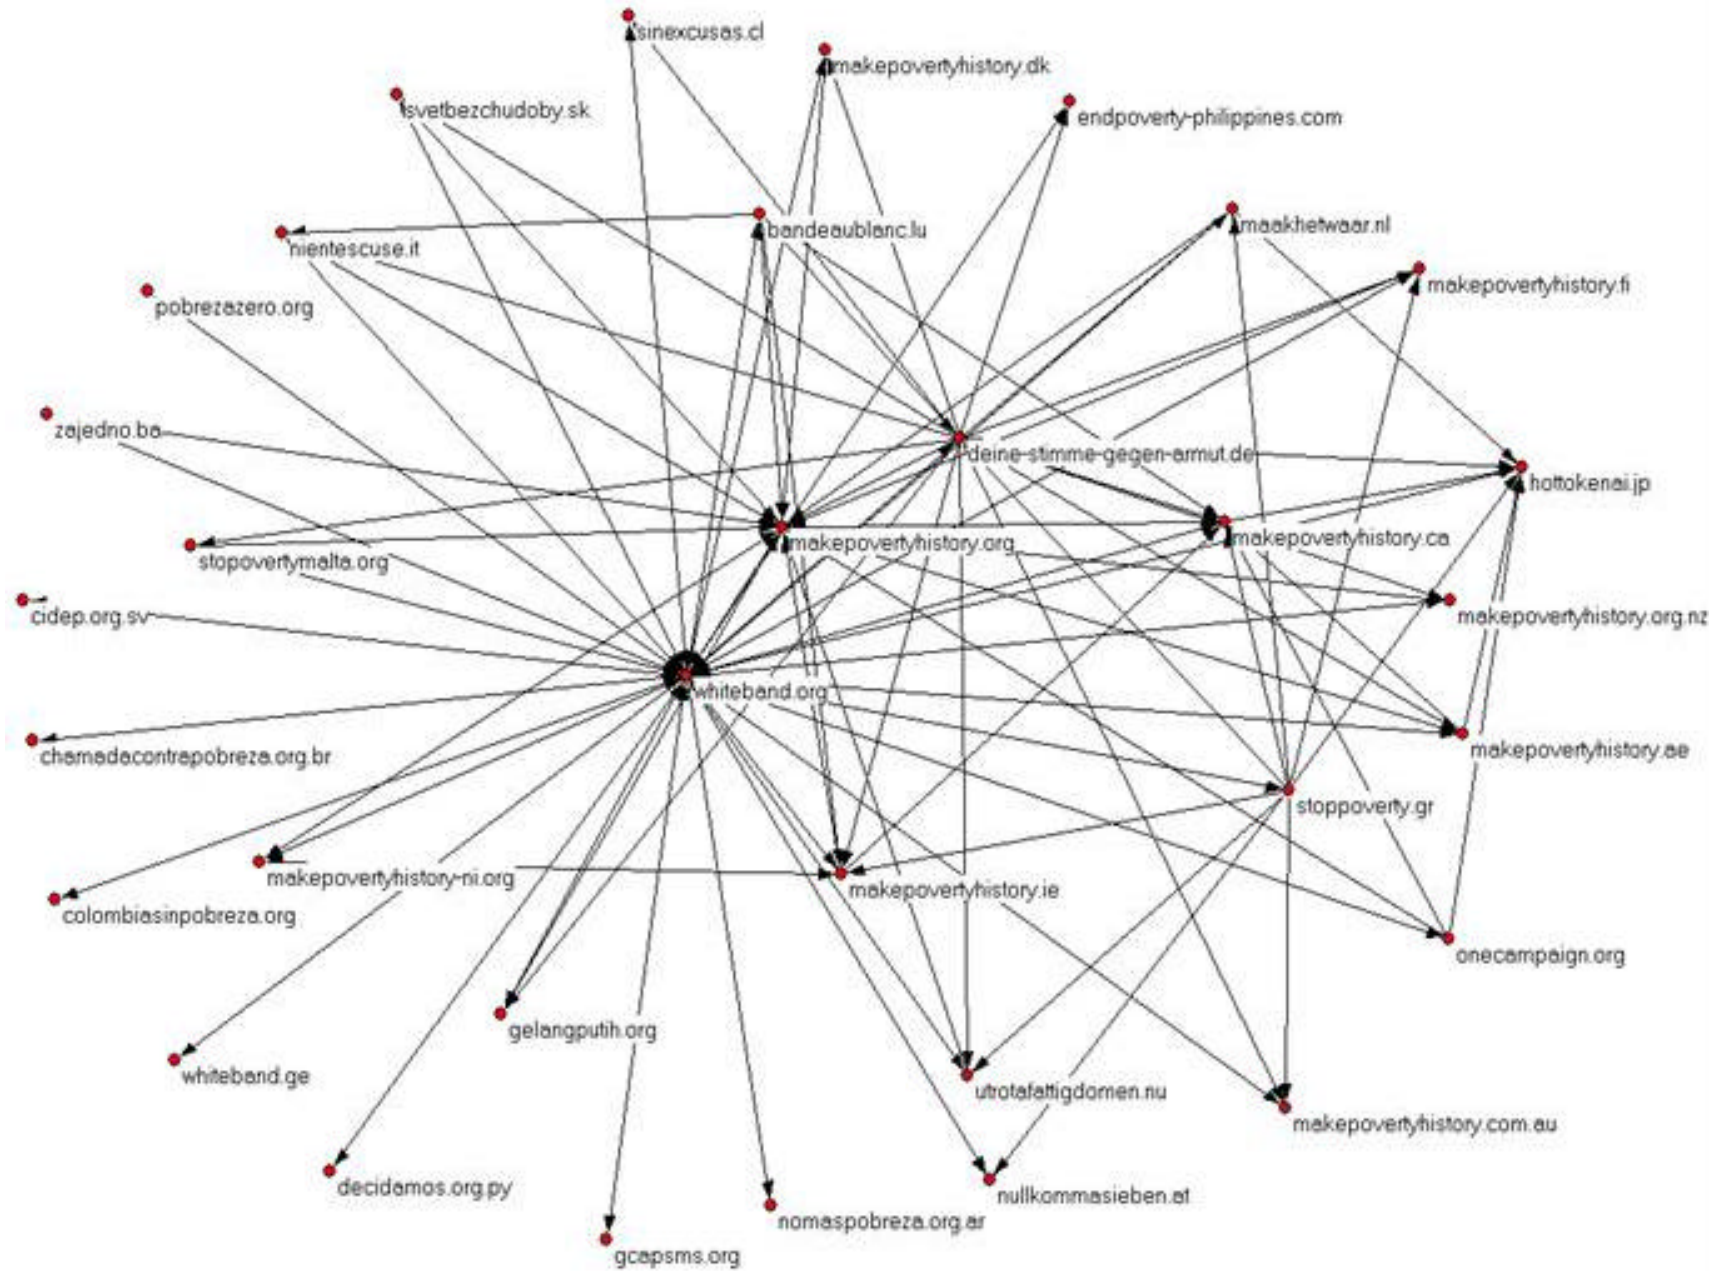 sinexcusas.cl
makepovertyhistory.dk
svetbezchudoby.sk
endpoverty-philippines.com
bandeaublanc.lu
maakhetwaar.nl
nientescuse.it
makepovertyhistory.fi
pobrezazero.org
zajedno.ba
deine-stimme-gegen-armut.de
hottokenai.jp
makepovertyhistory.org
makepovertyhistory.ca
stopovertymalta.org
cidep.org.sv
makepovertyhistory.org.nz
whiteband.org
chamadacontrapobreza.org.br
makepovertyhistory.ae
stoppoverty.gr
makepovertyhistory-ni.org
makepovertyhistory.ie
colombiasinpobreza.org
onecampaign.org
gelangputih.org
whiteband.ge
utrotafattigdomen.nu
makepovertyhistory.com.au
decidamos.org.py
nullkommasieben.at
nomaspobreza.org.ar
gcapsms.org